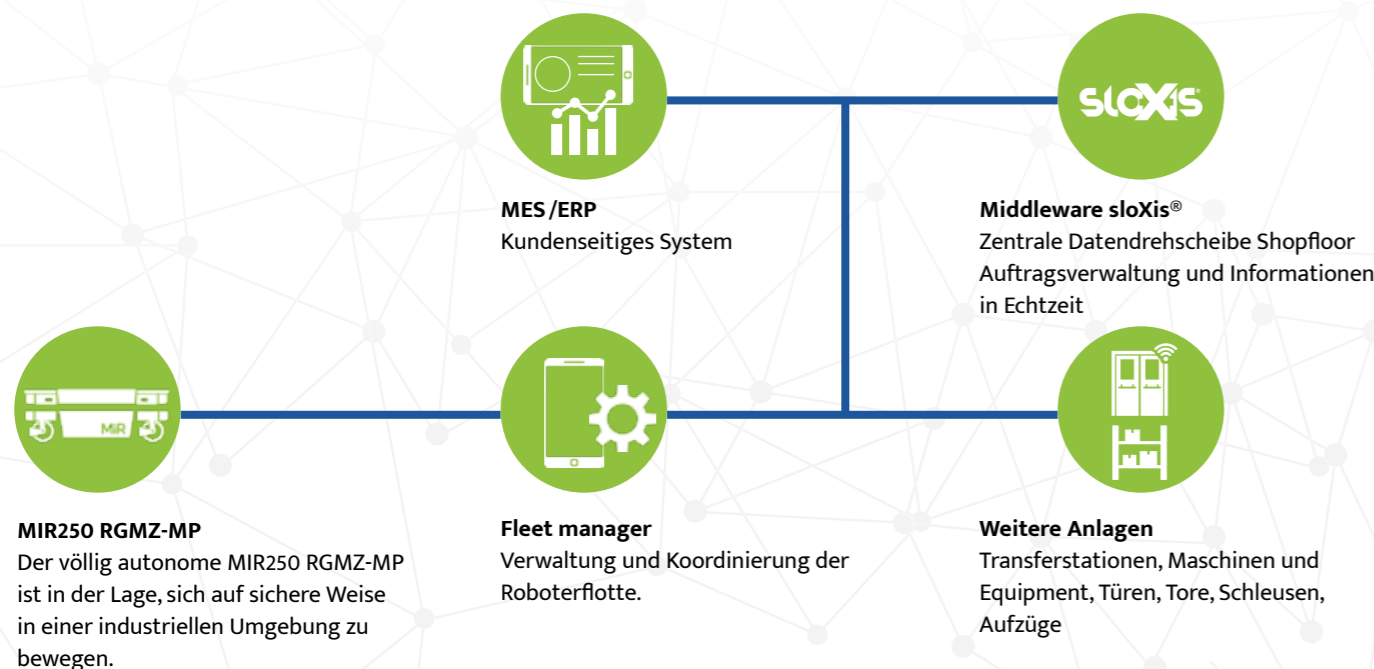 sloXis
MES/ERP
Kundenseitiges System
Middleware sloXis®
Zentrale Datendrehscheibe Shopfloor
Auftragsverwaltung und Informationen
in Echtzeit
MiR
MIR250 RGMZ-MP
Der völlig autonome MIR250 RGMZ-MP
ist in der Lage, sich auf sichere Weise
in einer industriellen Umgebung zu
bewegen.
Fleet manager
Verwaltung und Koordinierung der
Roboterflotte.
Weitere Anlagen
Transferstationen, Maschinen und
Equipment, Türen, Tore, Schleusen,
Aufzüge